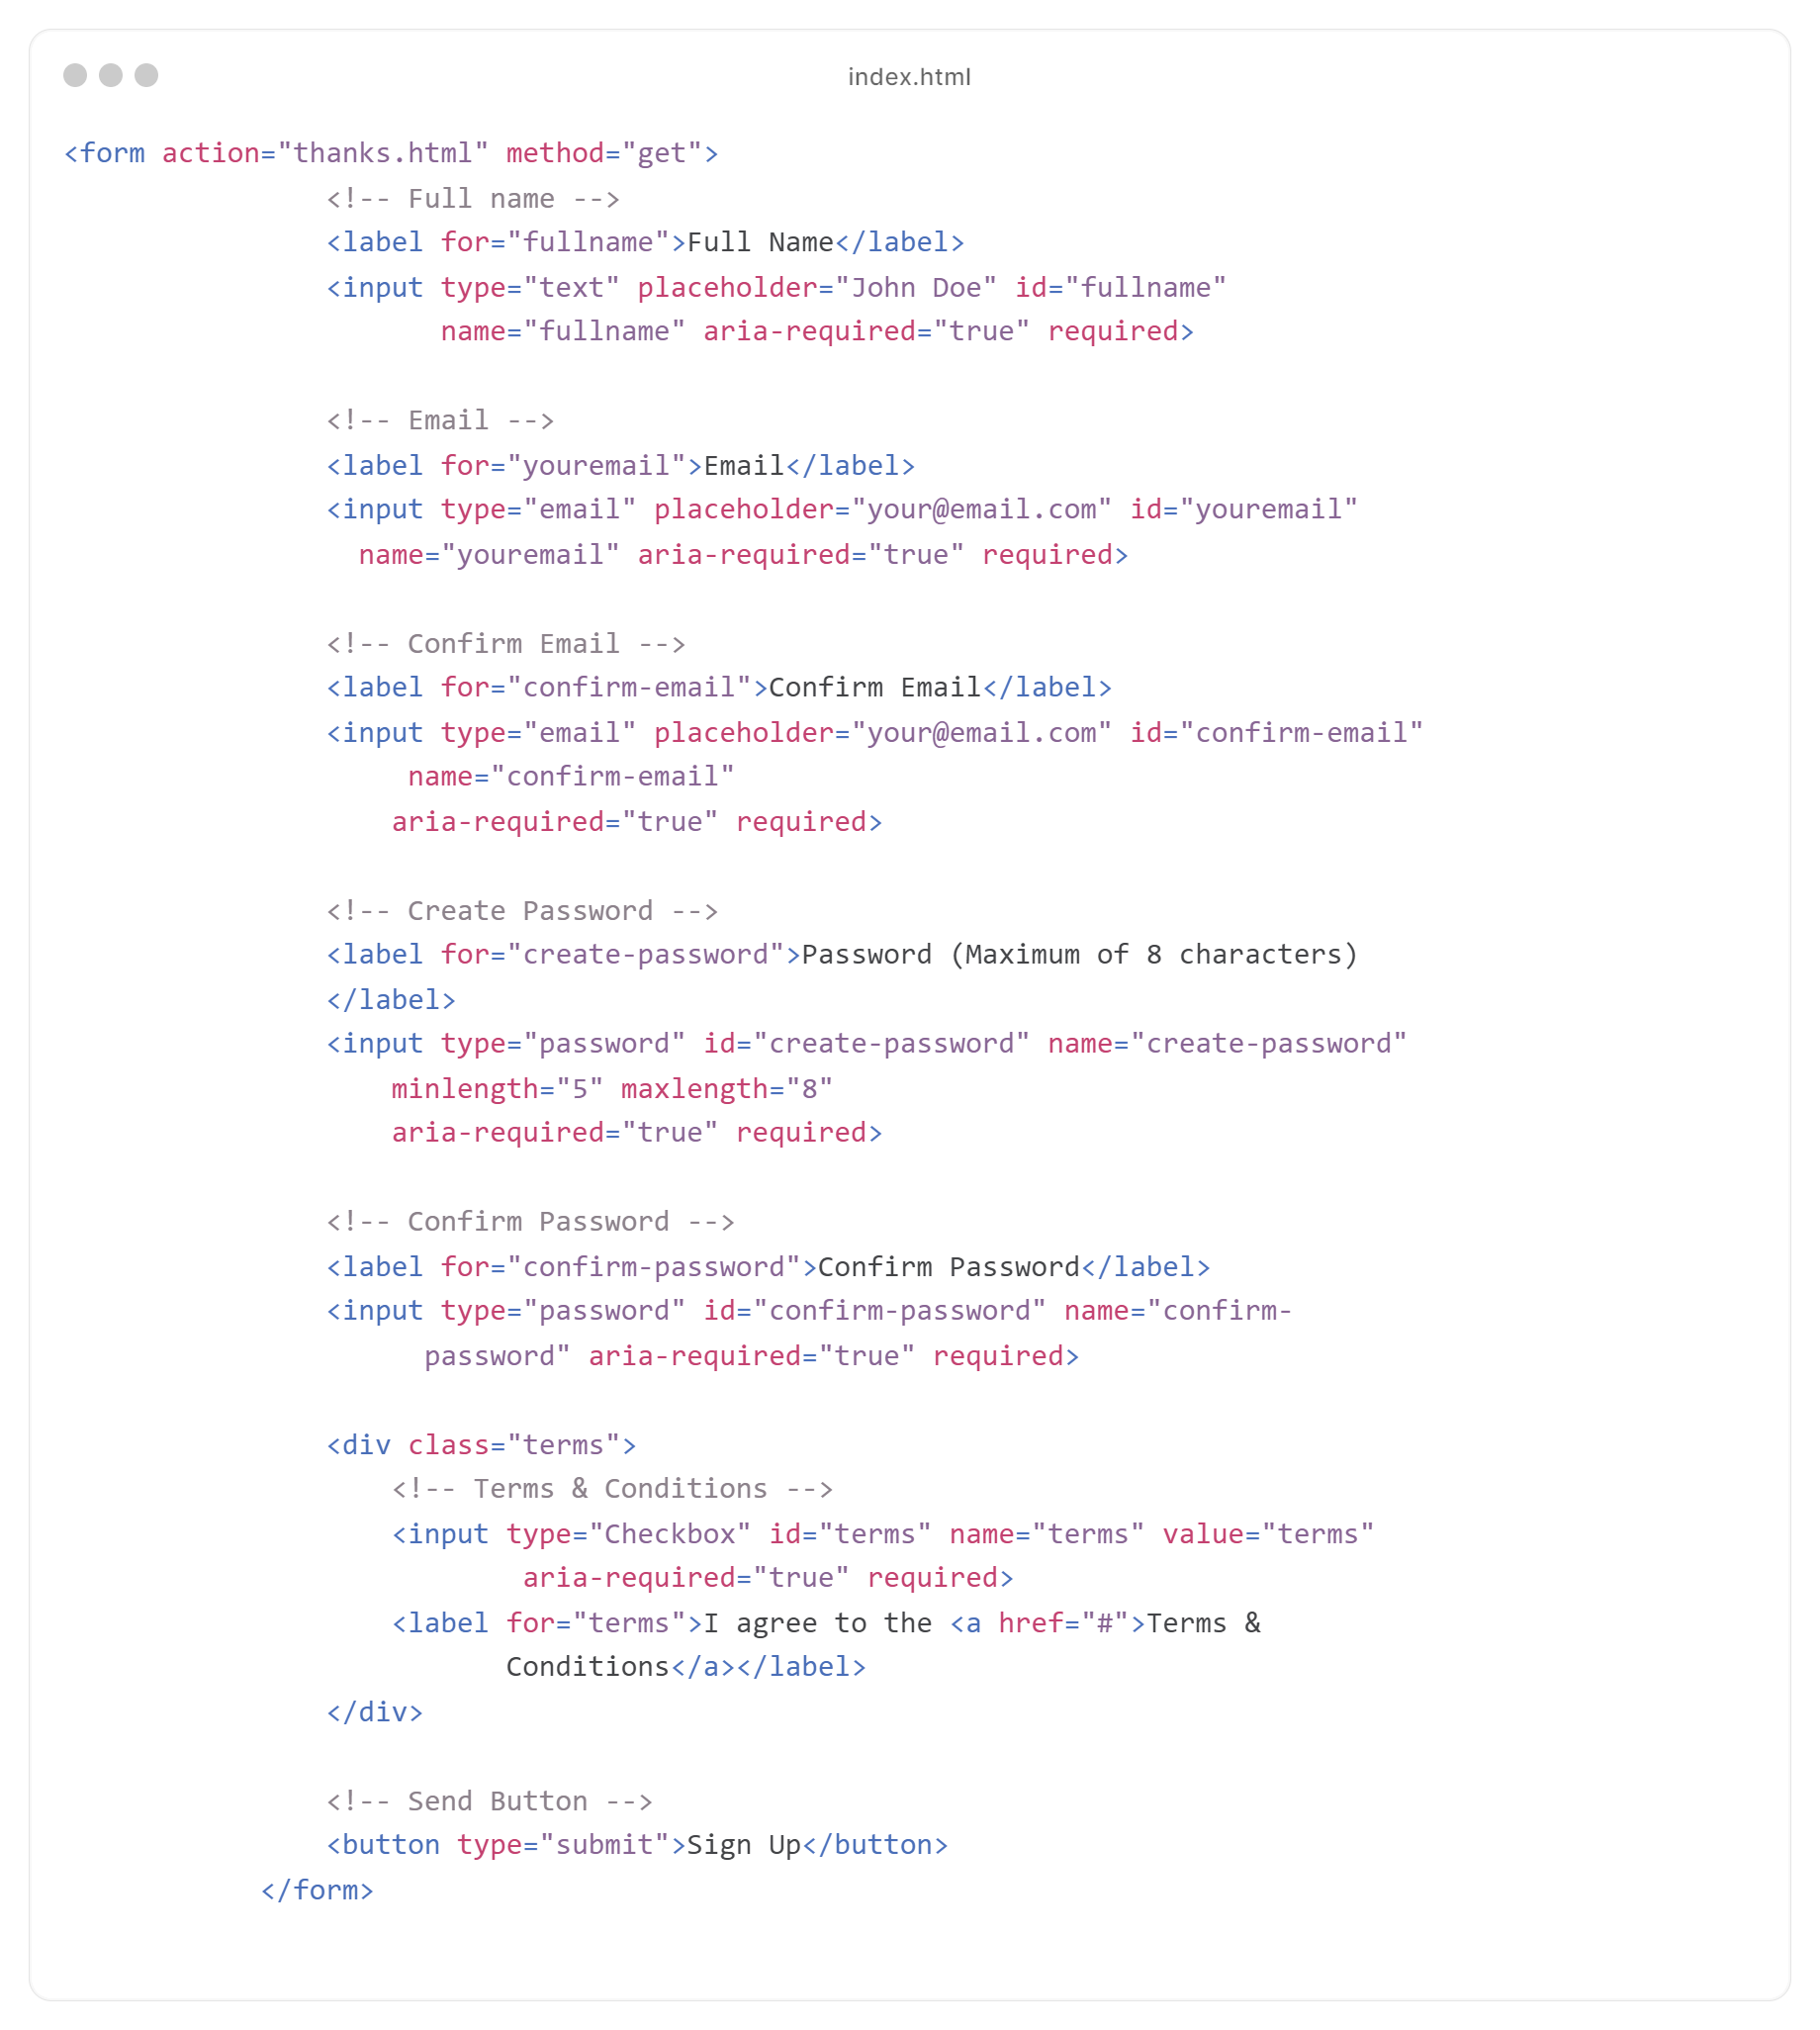 index.html
<form action="thanks.html" method="get">
<!-- Full name -->
<label for="fullname">Full Name</label>
<input type="text" placeholder="John Doe" id="fullname"
name="fullname" aria-required="true" required>
<!-- Email -->
<label for="youremail">Email</label>
<input type="email" placeholder="your@email.com" id="youremail"
name="youremail" aria-required="true" required>
<!-- Confirm Email -->
<label for="confirm-email">Confirm Email</label>
<input type="email" placeholder="your@email.com" id="confirm-email"
name="confirm-email"
aria-required="true" required>
<!-- Create Password -->
<label for="create-password">Password (Maximum of 8 characters)
</label>
<input type="password" id="create-password" name="create-password"
minlength="5" maxlength="8"
aria-required="true" required>
<!-- Confirm Password -->
<label for="confirm-password">Confirm Password</label>
<input type="password" id="confirm-password" name="confirm-
password" aria-required="true" required>
<div class="terms">
<!-- Terms & Conditions -->
<input type="Checkbox" id="terms" name="terms" value="terms"
aria-required="true" required>
<label for="terms">I agree to the <a href="#">Terms &
Conditions</a></label>
</div>
<!-- Send Button -->
<button type="submit">Sign Up</button>
</form>